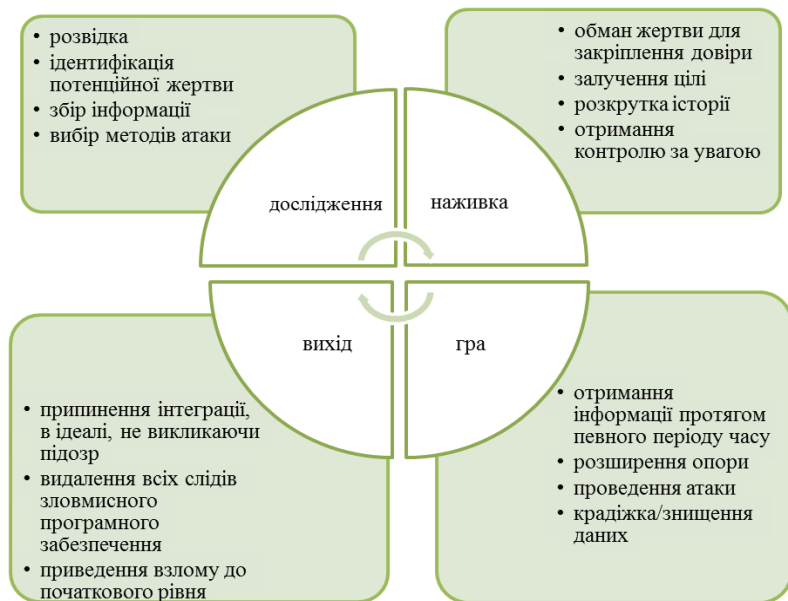 • розвідка
• ідентифікація
потенційної жертви
• збір інформації
• вибір методів атаки
• обман жертви для
закріплення довіри
• залучення цілі
• розкрутка історії
• отримання
контролю за увагою
дослідження
наживка
вихід
гра
• припинення інтеграції,
в ідеалі, не викликаючи
підозр
• видалення всіх слідів
зловмисного
програмного
забезпечення
• приведення взлому до
початкового рівня
• отримання
інформації протягом
певного періоду часу
• розширення опори
• проведення атаки
• крадіжка/знищення
даних